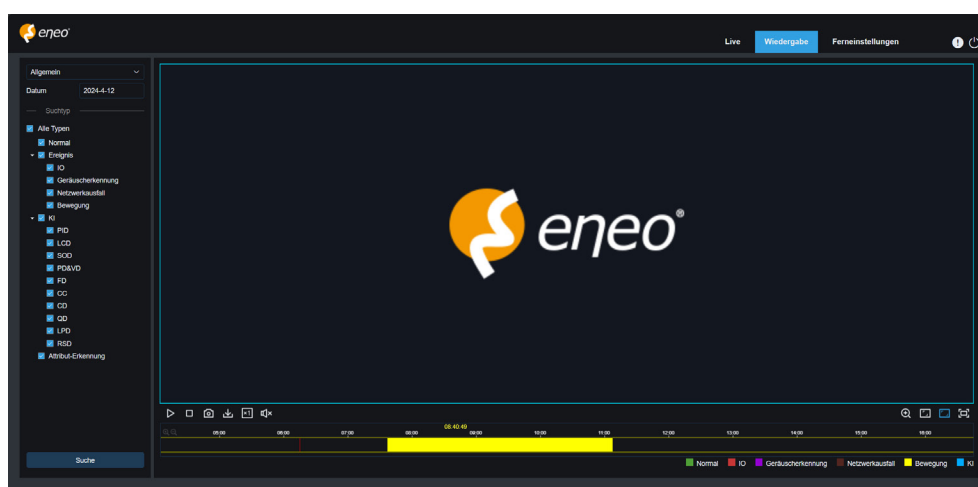 eneo
Live Wiedergabe Ferneinstellungen
Allgemein
Datum 2024-4-12
Suchtyp
Alle Typen
Normal
Ereignis
IO
Geräuscherkennung
Netzwerkausfall
Bewegung
KI
PID
LCD
SOD
PD&VD
FD
CC
CD
QD
LPD
RSD
Attribut-Erkennung
Suche
eneo®
x1
08:40:49
05:00 06:00 07:00 08:00 09:00 10:00 11:00 12:00 13:00 14:00 15:00 16:00
Normal IO Geräuscherkennung Netzwerkausfall Bewegung KI